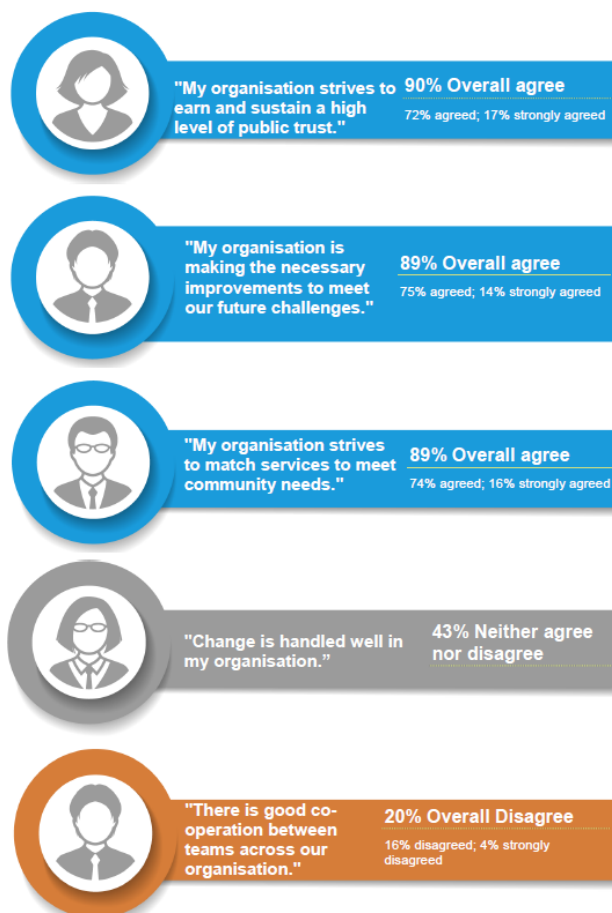 "My organisation strives to
earn and sustain a high
level of public trust."
90% Overall agree
72% agreed; 17% strongly agreed
"My organisation is
making the necessary
improvements to meet
our future challenges."
89% Overall agree
75% agreed; 14% strongly agreed
"My organisation strives
to match services to meet
community needs."
89% Overall agree
74% agreed; 16% strongly agreed
"Change is handled well in
my organisation.”
43% Neither agree
nor disagree
"There is good co-
operation between
teams across our
organisation."
20% Overall Disagree
16% disagreed; 4% strongly
disagreed